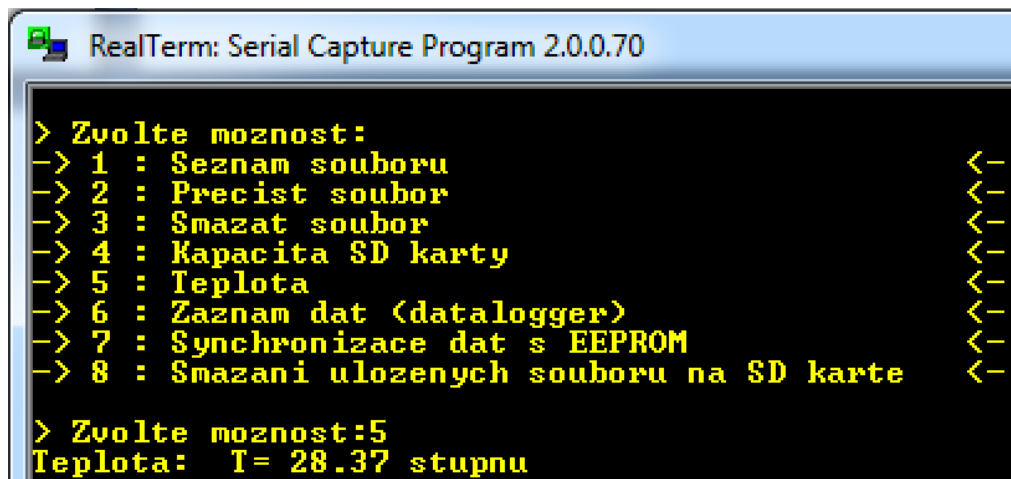 RealTerm: Serial Capture Program 2.0.0.70
> Zvolte moznost:
-> 1 : Seznam souboru <-
-> 2 : Precist soubor <-
-> 3 : Smazat soubor <-
-> 4 : Kapacita SD karty <-
-> 5 : Teplota <-
-> 6 : Zaznam dat (datalogger) <-
-> 7 : Synchronizace dat s EEPROM <-
-> 8 : Smazani ulozenych souboru na SD karte <-
> Zvolte moznost:5
Teplota: T= 28.37 stupnu